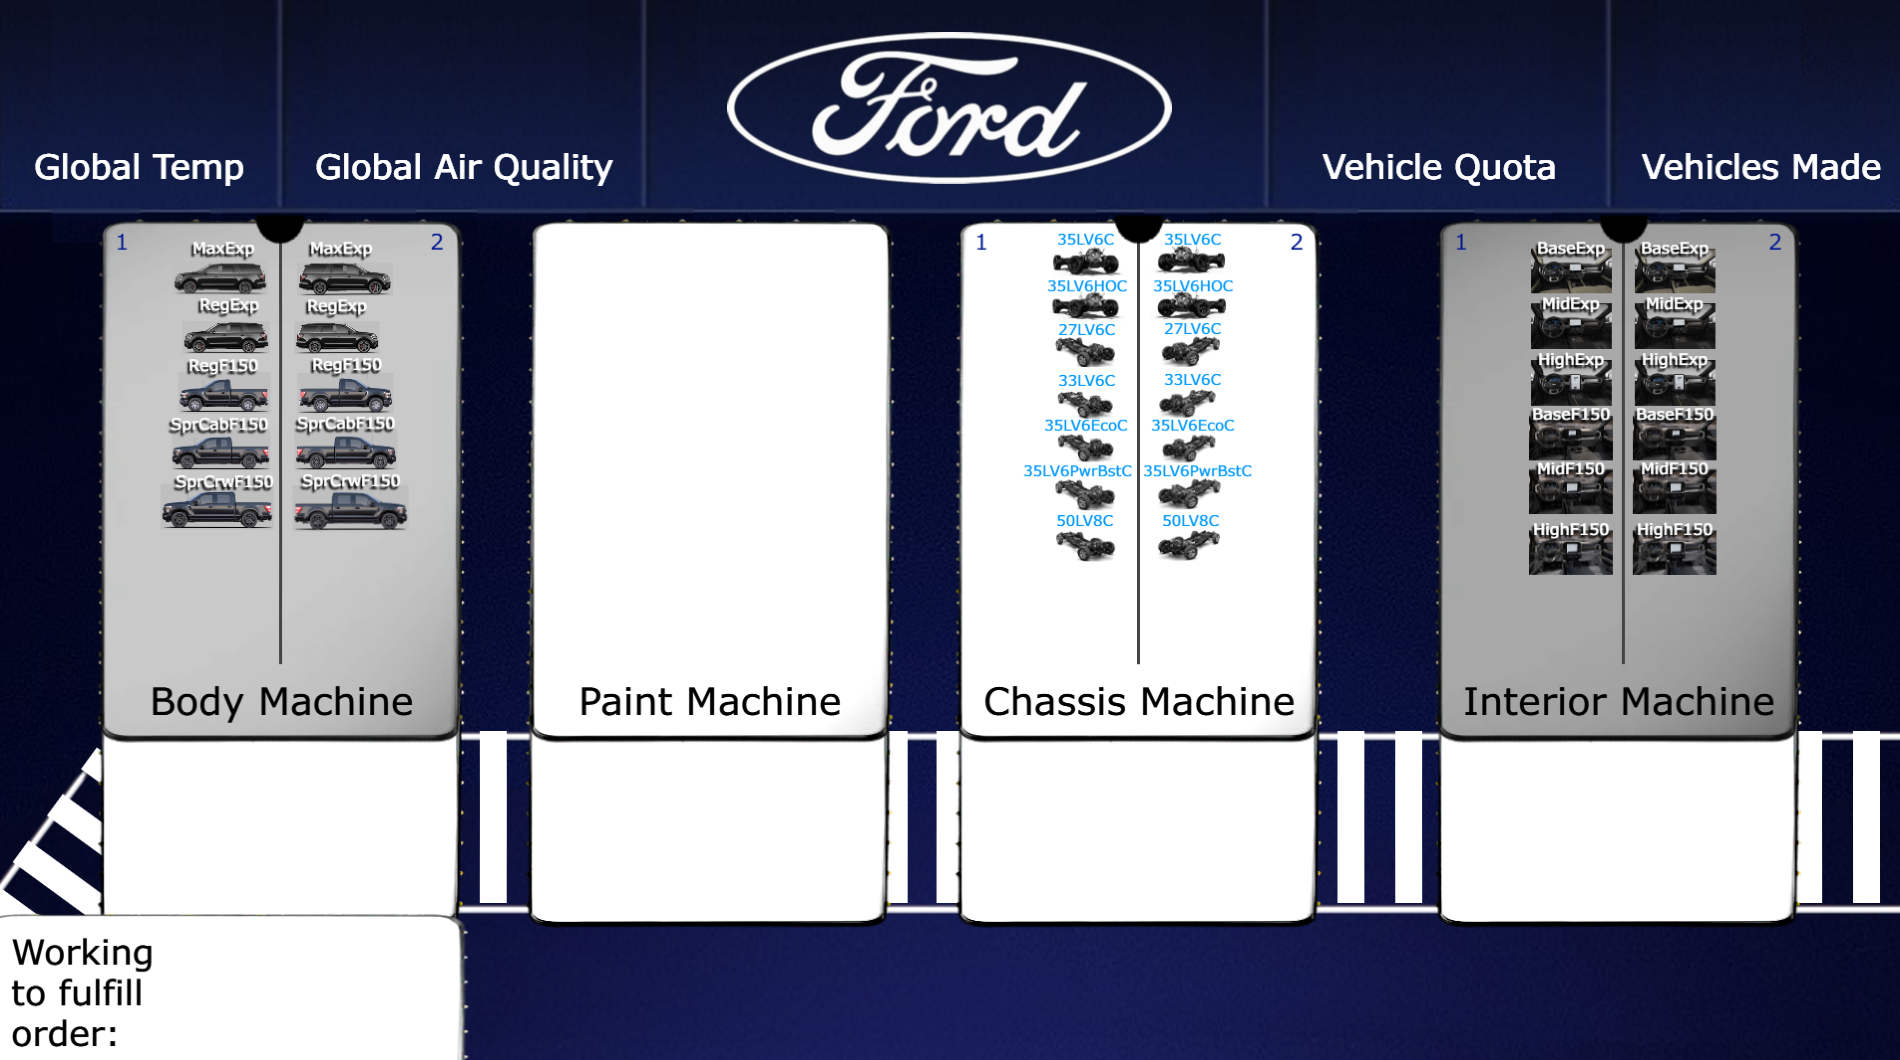 Ford
Global Temp
Global Air Quality
Vehicle Quota
Vehicles Made
1
2
MaxExp
MaxExp
RegExp
RegExp
RegF150
RegF150
SprCabF150
SprCabF150
SprCrwF150
SprCrwF150
Body Machine
Paint Machine
1
2
35LV6C
35LV6C
35LV6HOC
35LV6HOC
27LV6C
27LV6C
33LV6C
33LV6C
35LV6EcoC
35LV6EcoC
35LV6PwrBstC
35LV6PwrBstC
50LV8C
50LV8C
Chassis Machine
1
2
BaseExp
BaseExp
MidExp
MidExp
HighExp
HighExp
BaseF150
BaseF150
MidF150
MidF150
HighF150
HighF150
Interior Machine
Working
to fulfill
order: